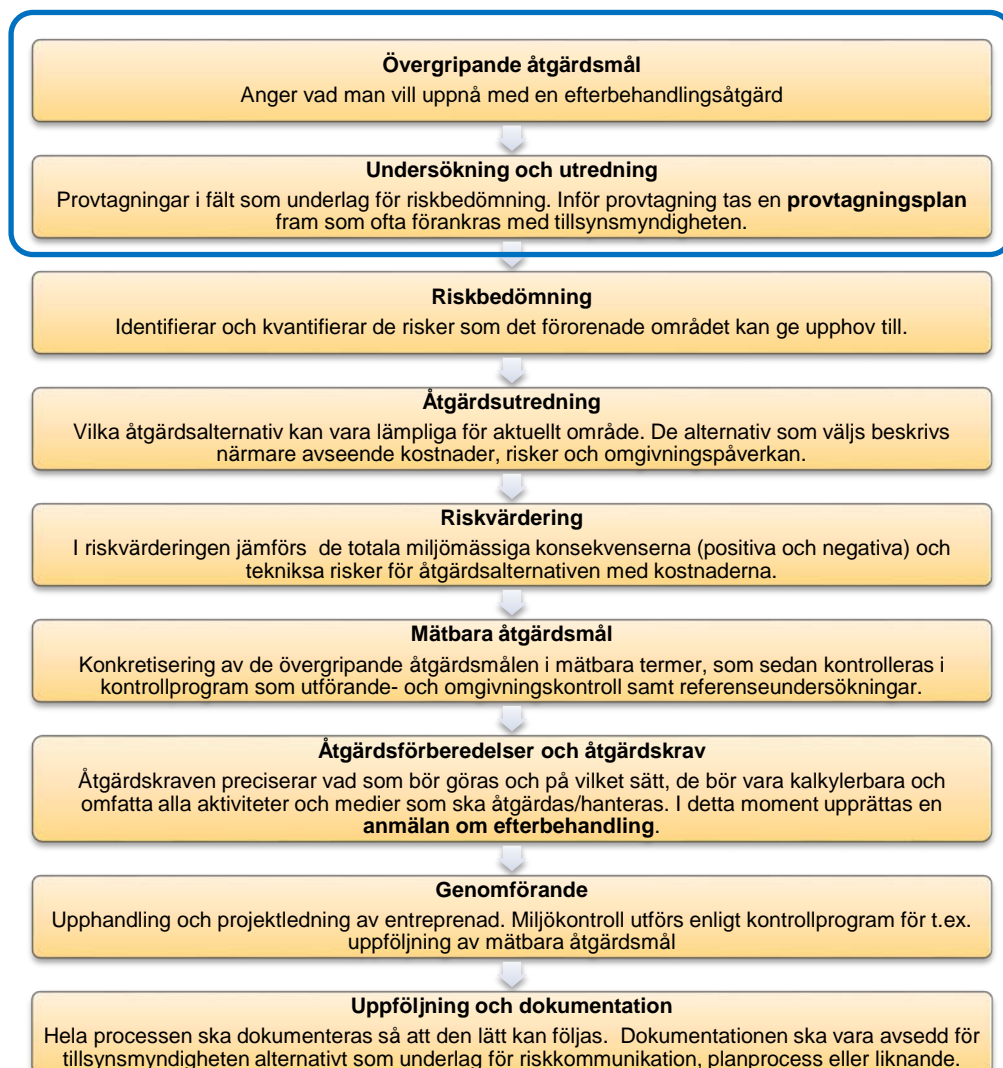 Övergripande åtgärdsmål
Anger vad man vill uppnå med en efterbehandlingsåtgärd
Undersökning och utredning
Provtagningar i fält som underlag för riskbedömning. Inför provtagning tas en provtagningsplan
fram som ofta förankras med tillsynsmyndigheten.
Riskbedömning
Identifierar och kvantifierar de risker som det förorenade området kan ge upphov till.
Åtgärdsutredning
Vilka åtgärdsalternativ kan vara lämpliga för aktuellt område. De alternativ som väljs beskrivs
närmare avseende kostnader, risker och omgivningspåverkan.
Riskvärdering
I riskvärderingen jämförs de totala miljömässiga konsekvenserna (positiva och negativa) och
tekniksa risker för åtgärdsalternativen med kostnaderna.
Mätbara åtgärdsmål
Konkretisering av de övergripande åtgärdsmålen i mätbara termer, som sedan kontrolleras i
kontrollprogram som utförande- och omgivningskontroll samt referenseundersökningar.
Åtgärdsförberedelser och åtgärdskrav
Åtgärdskraven preciserar vad som bör göras och på vilket sätt, de bör vara kalkylerbara och
omfatta alla aktiviteter och medier som ska åtgärdas/hanteras. I detta moment upprättas en
anmälan om efterbehandling.
Genomförande
Upphandling och projektledning av entreprenad. Miljökontroll utförs enligt kontrollprogram för t.ex.
uppföljning av mätbara åtgärdsmål
Uppföljning och dokumentation
Hela processen ska dokumenteras så att den lätt kan följas. Dokumentationen ska vara avsedd för
tillsynsmyndigheten alternativt som underlag för riskkommunikation, planprocess eller liknande.